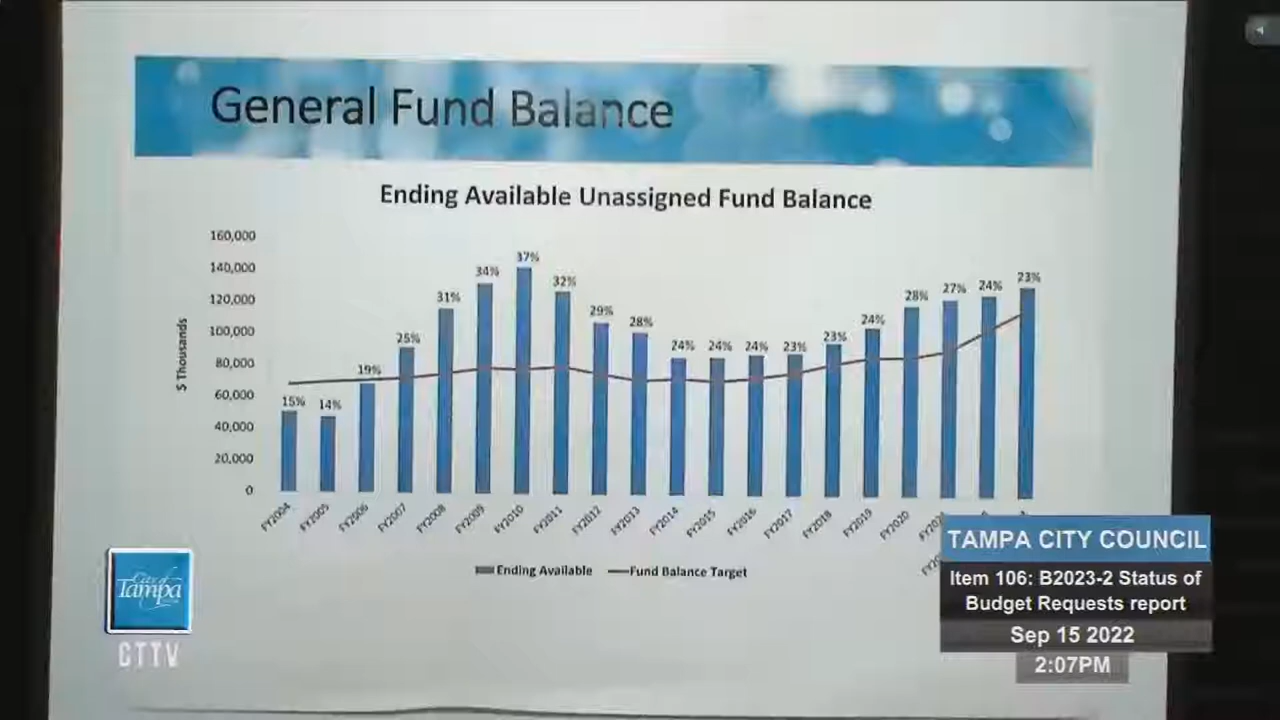 General Fund Balance
Ending Available Unassigned Fund Balance
160,000
140,000
120,000
100,000
80,000
60,000
40,000
20,000
0
$ Thousands
15%
14%
19%
25%
31%
34%
37%
32%
29%
28%
24%
24%
24%
23%
23%
24%
28%
27%
24%
23%
FY2004
FY2005
FY2006
FY2007
FY2008
FY2009
FY2010
FY2011
FY2012
FY2013
FY2014
FY2015
FY2016
FY2017
FY2018
FY2019
FY2020
Ending Available
Fund Balance Target
City of
Tampa
CTTV
TAMPA CITY COUNCIL
Item 106: B2023-2 Status of
Budget Requests report
Sep 15 2022
2:07PM